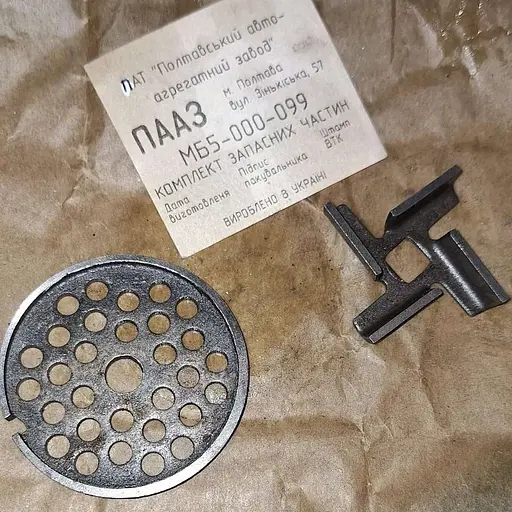 ПАТ "Полтавський авто-
агрегатний завод"
ПААЗ м. Полтава
вул. Зіньківська, 57
МБ5-000-099
КОМПЛЕКТ ЗАПАСНИХ ЧАСТИН
Дата виготовленя Підпис пакувальника Штамп ВТК
ВИРОБЛЕНО В УКРАЇНІ